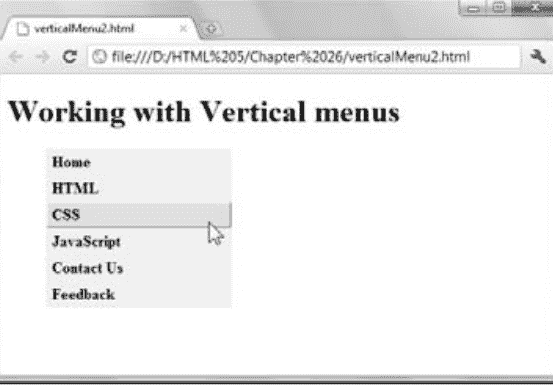 verticalMenu2.html
file:///D:/HTML%205/Chapter%2026/verticalMenu2.html
Working with Vertical menus
Home
HTML
CSS
JavaScript
Contact Us
Feedback